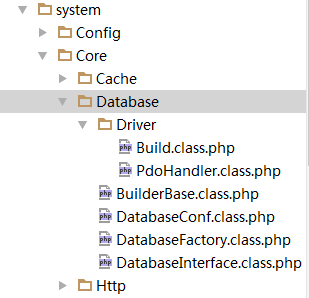 system
Config
Core
Cache
Database
Driver
php Build.class.php
php PdoHandler.class.php
php BuilderBase.class.php
php DatabaseConf.class.php
php DatabaseFactory.class.php
php DatabaseInterface.class.php
Http